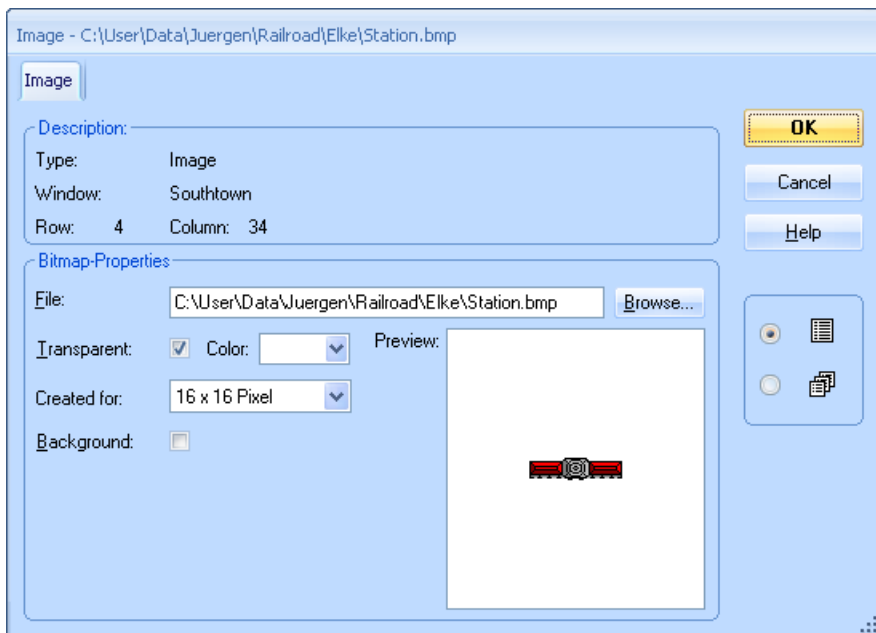 Image - C:\User\Data\Juergen\Railroad\Elke\Station.bmp
Image
Description:
Type: Image
Window: Southtown
Row: 4 Column: 34
Bitmap-Properties
File: C:\User\Data\Juergen\Railroad\Elke\Station.bmp Browse...
Transparent: Color: Preview:
Created for: 16 x 16 Pixel
Background:
OK
Cancel
Help